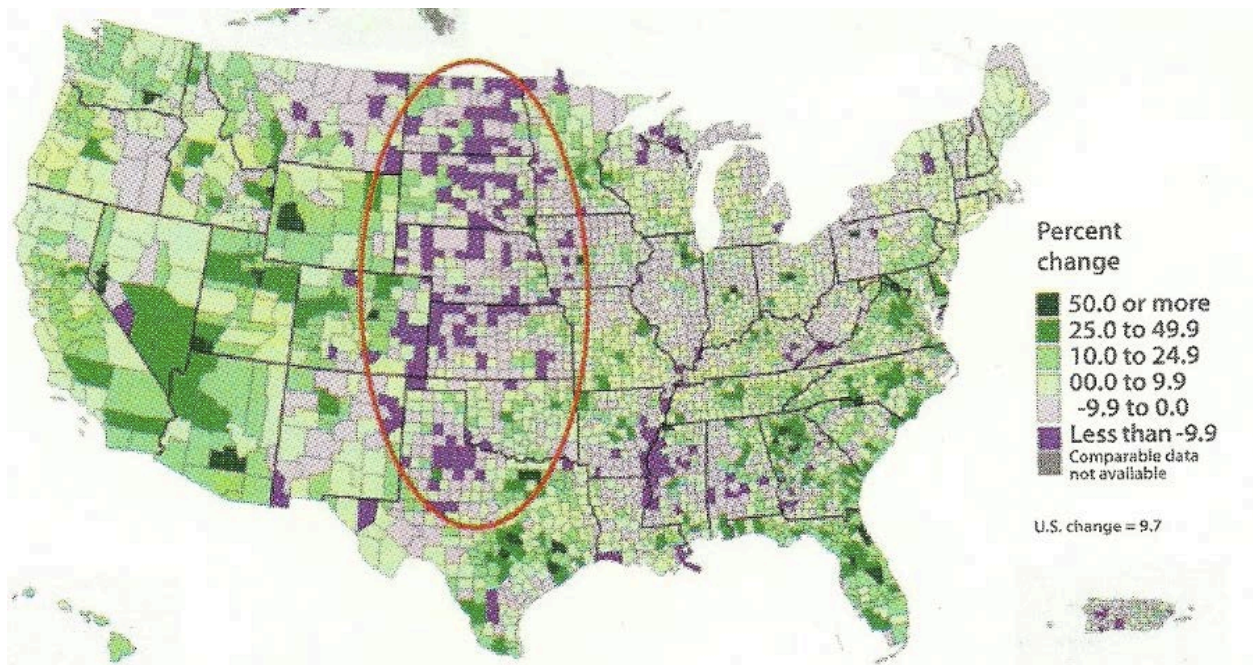 Percent
change
50.0 or more
25.0 to 49.9
10.0 to 24.9
00.0 to 9.9
-9.9 to 0.0
Less than -9.9
Comparable data
not available
U.S. change = 9.7